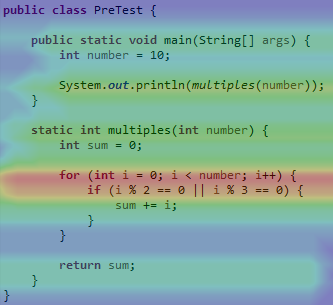 public class PreTest {
public static void main(String[] args) {
int number = 10;
System.out.println(multiples(number));
}
static int multiples(int number) {
int sum = 0;
for (int i = 0; i < number; i++) {
if (i % 2 == 0 || i % 3 == 0) {
sum += i;
}
}
return sum;
}
}